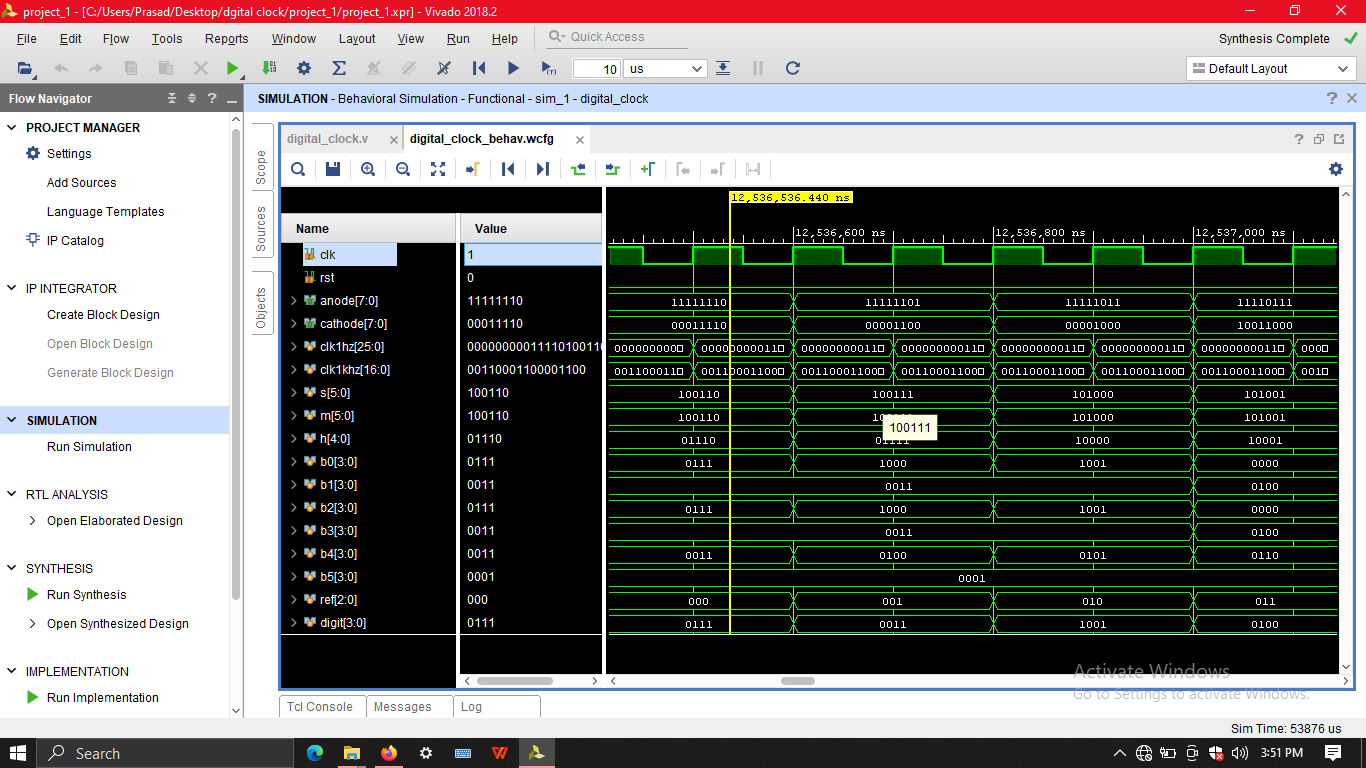 project_1 - [C:/Users/Prasad/Desktop/dgital clock/project_1/project_1.xpr] - Vivado 2018.2
File Edit Flow Tools Reports Window Layout View Run Help Quick Access Synthesis Complete
10 us Default Layout
Flow Navigator
SIMULATION - Behavioral Simulation - Functional - sim_1 - digital_clock
PROJECT MANAGER
Settings
Add Sources
Language Templates
IP Catalog
IP INTEGRATOR
Create Block Design
Open Block Design
Generate Block Design
SIMULATION
Run Simulation
RTL ANALYSIS
Open Elaborated Design
SYNTHESIS
Run Synthesis
Open Synthesized Design
IMPLEMENTATION
Run Implementation
Scope
Sources
Objects
digital_clock.v digital_clock_behav.wcfg
12,536,536.440 ns
Name Value 12,536,600 ns 12,536,800 ns 12,537,000 ns
clk 1
rst 0
anode[7:0] 11111110 11111110 11111101 11111011 11110111
cathode[7:0] 00011110 00011110 00001100 00001000 10011000
clk1hz[25:0] 0000000001111010011 000000000 00000000011 00000000011 00000000011 00000000011 00000000011 00000000011 000
clk1khz[16:0] 00110001100001100 001100011 00110001100 00110001100 00110001100 00110001100 00110001100 00110001100 001
s[5:0] 100110 100110 100111 101000 101001
m[5:0] 100110 100110 101000 101001
100111
h[4:0] 01110 01110 01111 10000 10001
b0[3:0] 0111 0111 1000 1001 0000
b1[3:0] 0011 0011 0100
b2[3:0] 0111 0111 1000 1001 0000
b3[3:0] 0011 0011 0100
b4[3:0] 0011 0011 0100 0101 0110
b5[3:0] 0001 0001
ref[2:0] 000 000 001 010 011
digit[3:0] 0111 0111 0011 1001 0100
Activate Windows
Go to Settings to activate Windows.
Tcl Console Messages Log
Sim Time: 53876 us
Search
3:51 PM